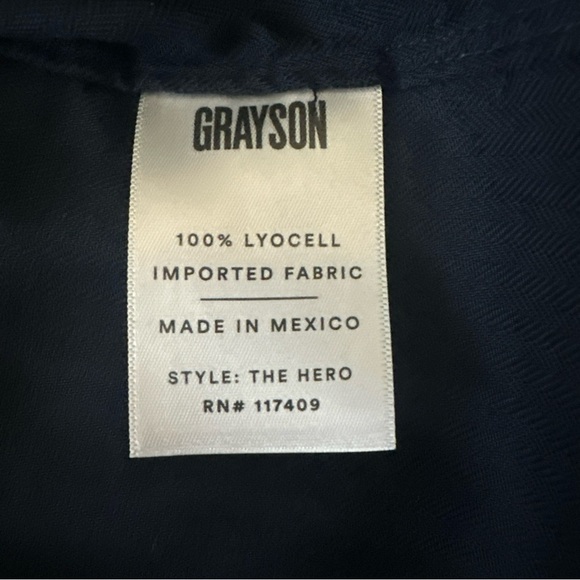 GRAYSON
100% LYOCELL
IMPORTED FABRIC
MADE IN MEXICO
STYLE: THE HERO
RN# 117409